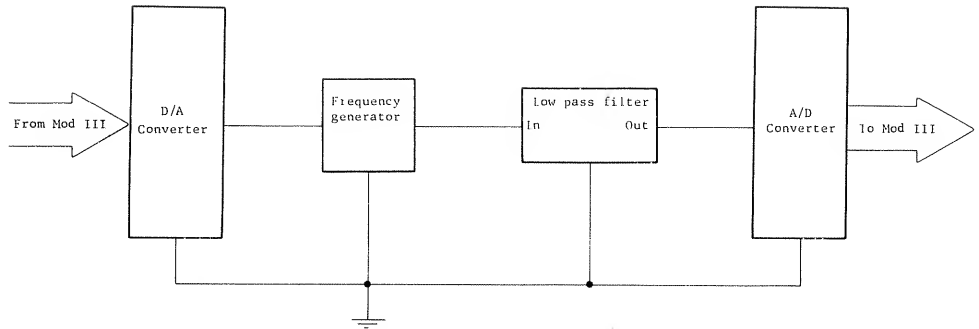 From Mod III
D/A
Converter
Frequency
generator
Low pass filter
In Out
A/D
Converter
To Mod III